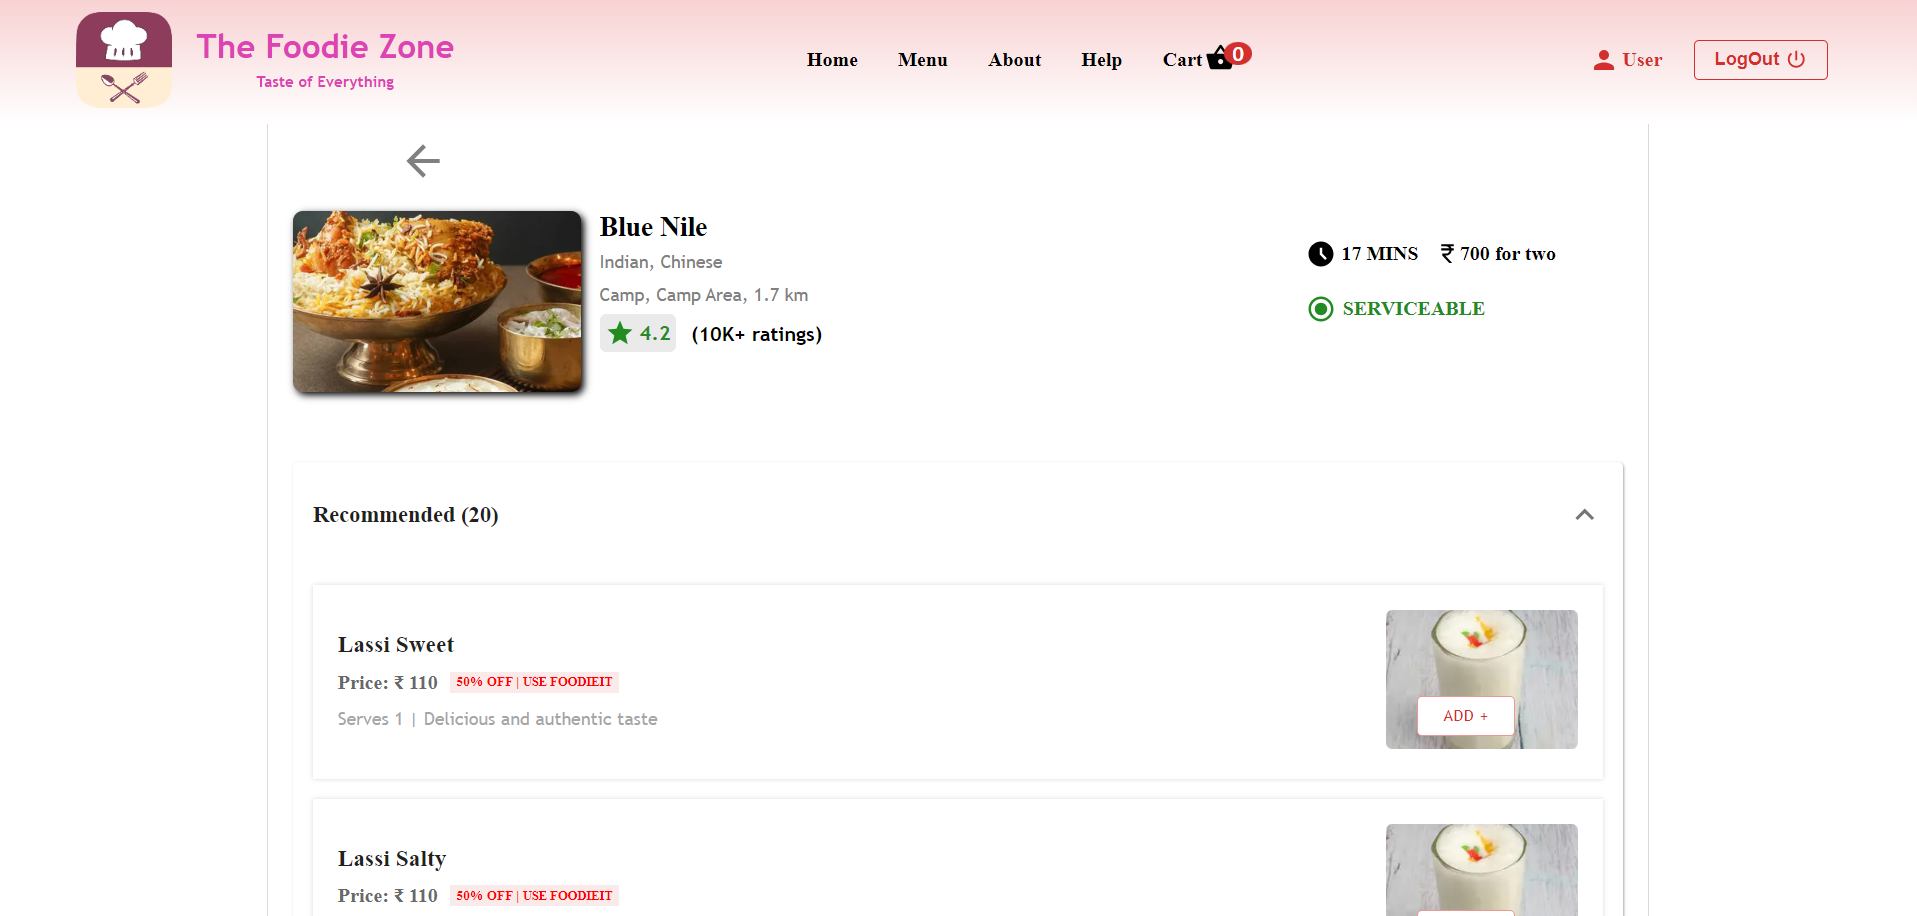 The Foodie Zone
Taste of Everything
Home Menu About Help Cart 0
User
LogOut
Blue Nile
Indian, Chinese
Camp, Camp Area, 1.7 km
4.2 (10K+ ratings)
17 MINS ₹ 700 for two
SERVICEABLE
Recommended (20)
Lassi Sweet
Price: ₹ 110 50% OFF | USE FOODIEIT
Serves 1 | Delicious and authentic taste
ADD +
Lassi Salty
Price: ₹ 110 50% OFF | USE FOODIEIT